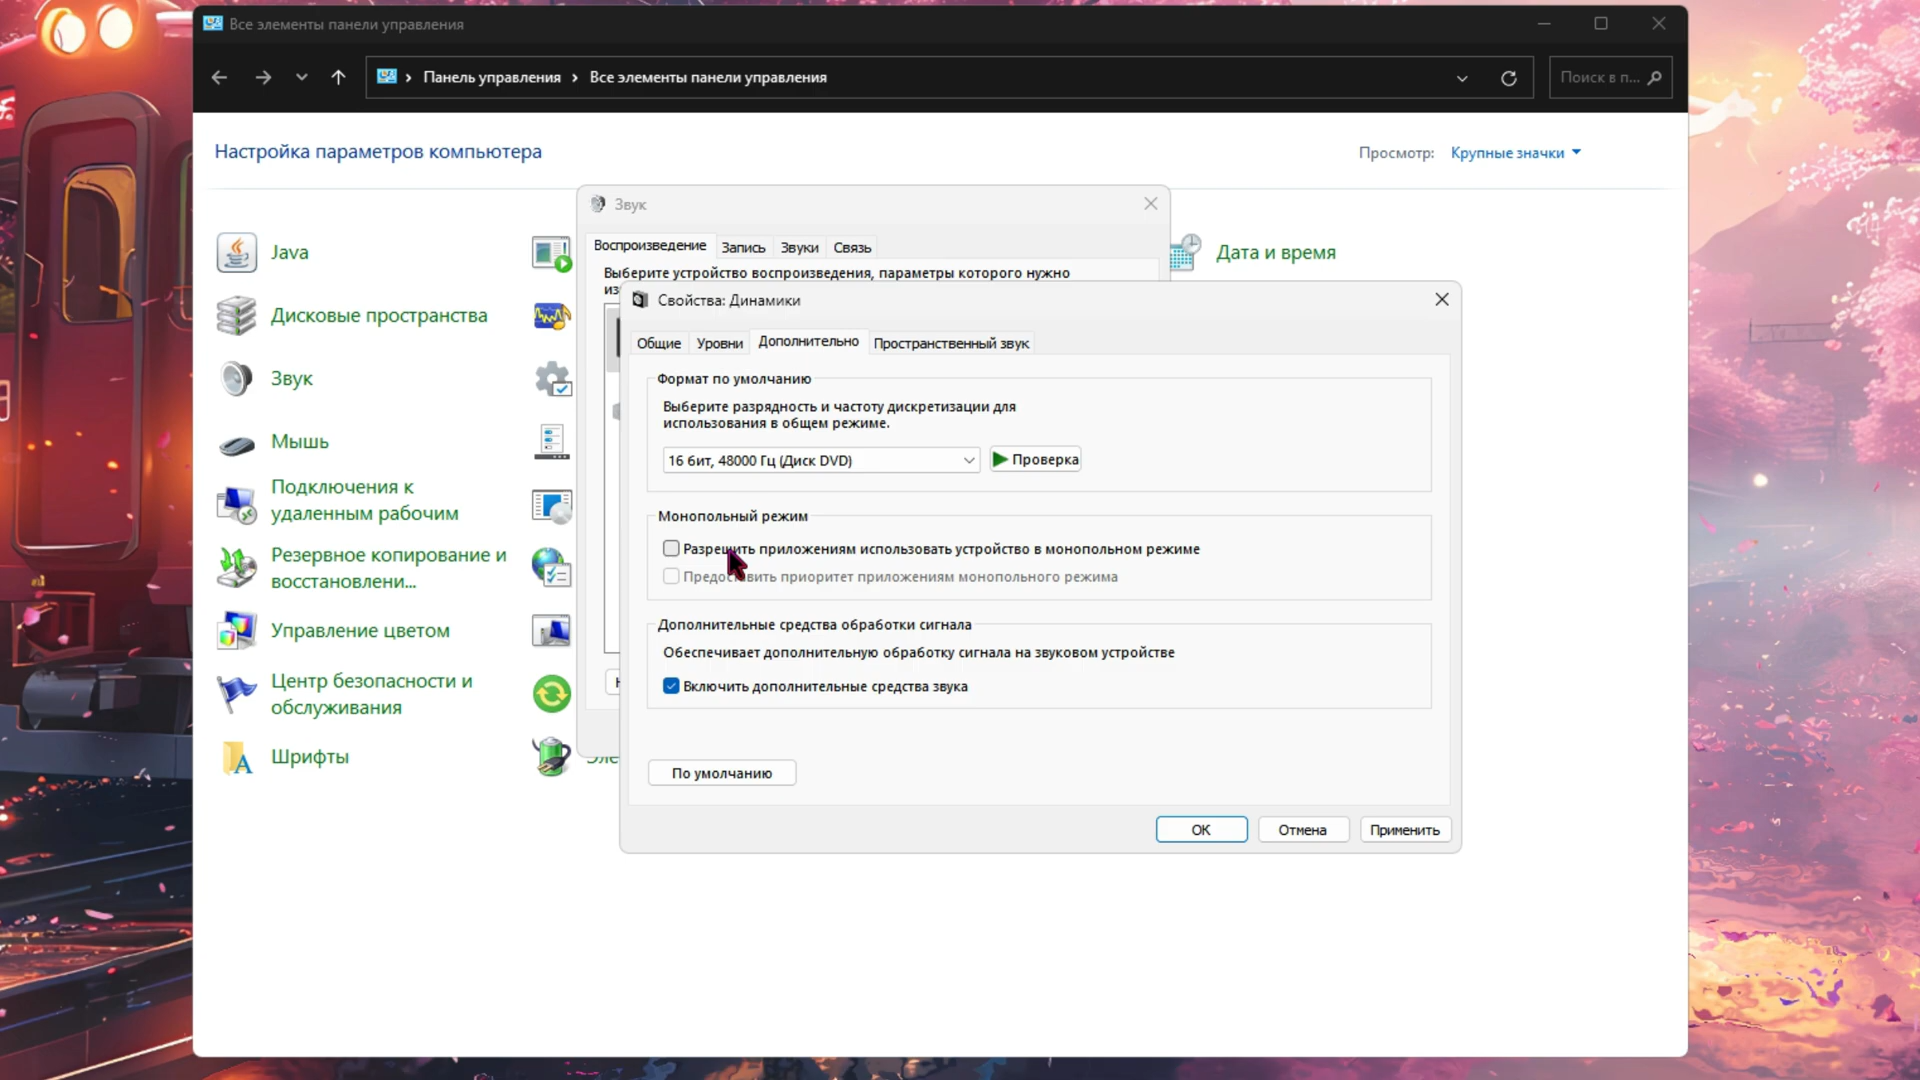 Все элементы панели управления
Панель управления
Все элементы панели управления
Поиск в п...
Настройка параметров компьютера
Просмотр:
Крупные значки
Java
Дисковые пространства
Звук
Мышь
Подключения к
удаленным рабочим
Резервное копирование и
восстановлени...
Управление цветом
Центр безопасности и
обслуживания
Шрифты
Дата и время
Звук
Воспроизведение
Запись
Звуки
Связь
Выберите устройство воспроизведения, параметры которого нужно
Свойства: Динамики
Общие
Уровни
Дополнительно
Пространственный звук
Формат по умолчанию
Выберите разрядность и частоту дискретизации для
использования в общем режиме.
16 бит, 48000 Гц (Диск DVD)
Проверка
Монопольный режим
Разрешить приложениям использовать устройство в монопольном режиме
Предоставить приоритет приложениям монопольного режима
Дополнительные средства обработки сигнала
Обеспечивает дополнительную обработку сигнала на звуковом устройстве
Включить дополнительные средства звука
По умолчанию
ОК
Отмена
Применить